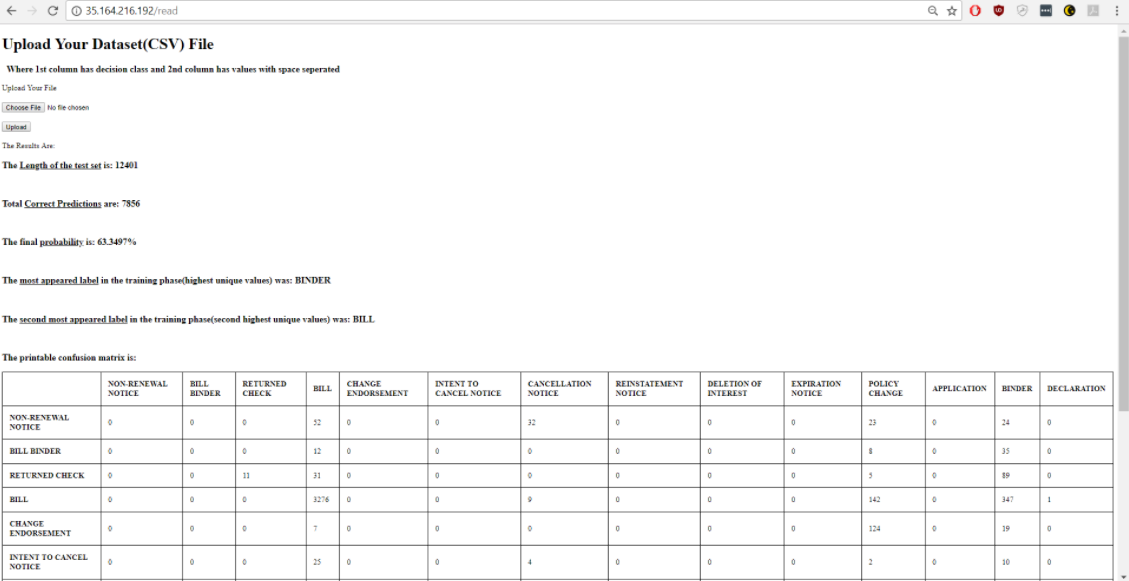 35.164.216.192/read
Upload Your Dataset(CSV) File
Where 1st column has decision class and 2nd column has values with space seperated
Upload Your File
Choose File No file chosen
Upload
The Results Are:
The Length of the test set is: 12401
Total Correct Predictions are: 7856
The final probability is: 63.3497%
The most appeared label in the training phase(highest unique values) was: BINDER
The second most appeared label in the training phase(second highest unique values) was: BILL
The printable confusion matrix is:
NON-RENEWAL NOTICE BILL BINDER RETURNED CHECK BILL CHANGE ENDORSEMENT INTENT TO CANCEL NOTICE CANCELLATION NOTICE REINSTATEMENT NOTICE DELETION OF INTEREST EXPIRATION NOTICE POLICY CHANGE APPLICATION BINDER DECLARATION
NON-RENEWAL NOTICE 0 0 0 52 0 0 32 0 0 0 23 0 24 0
BILL BINDER 0 0 0 12 0 0 0 0 0 0 8 0 35 0
RETURNED CHECK 0 0 11 31 0 0 0 0 0 0 5 0 89 0
BILL 0 0 0 3276 0 0 9 0 0 0 142 0 347 1
CHANGE ENDORSEMENT 0 0 0 7 0 0 0 0 0 0 124 0 19 0
INTENT TO CANCEL NOTICE 0 0 0 25 0 0 4 0 0 0 2 0 10 0